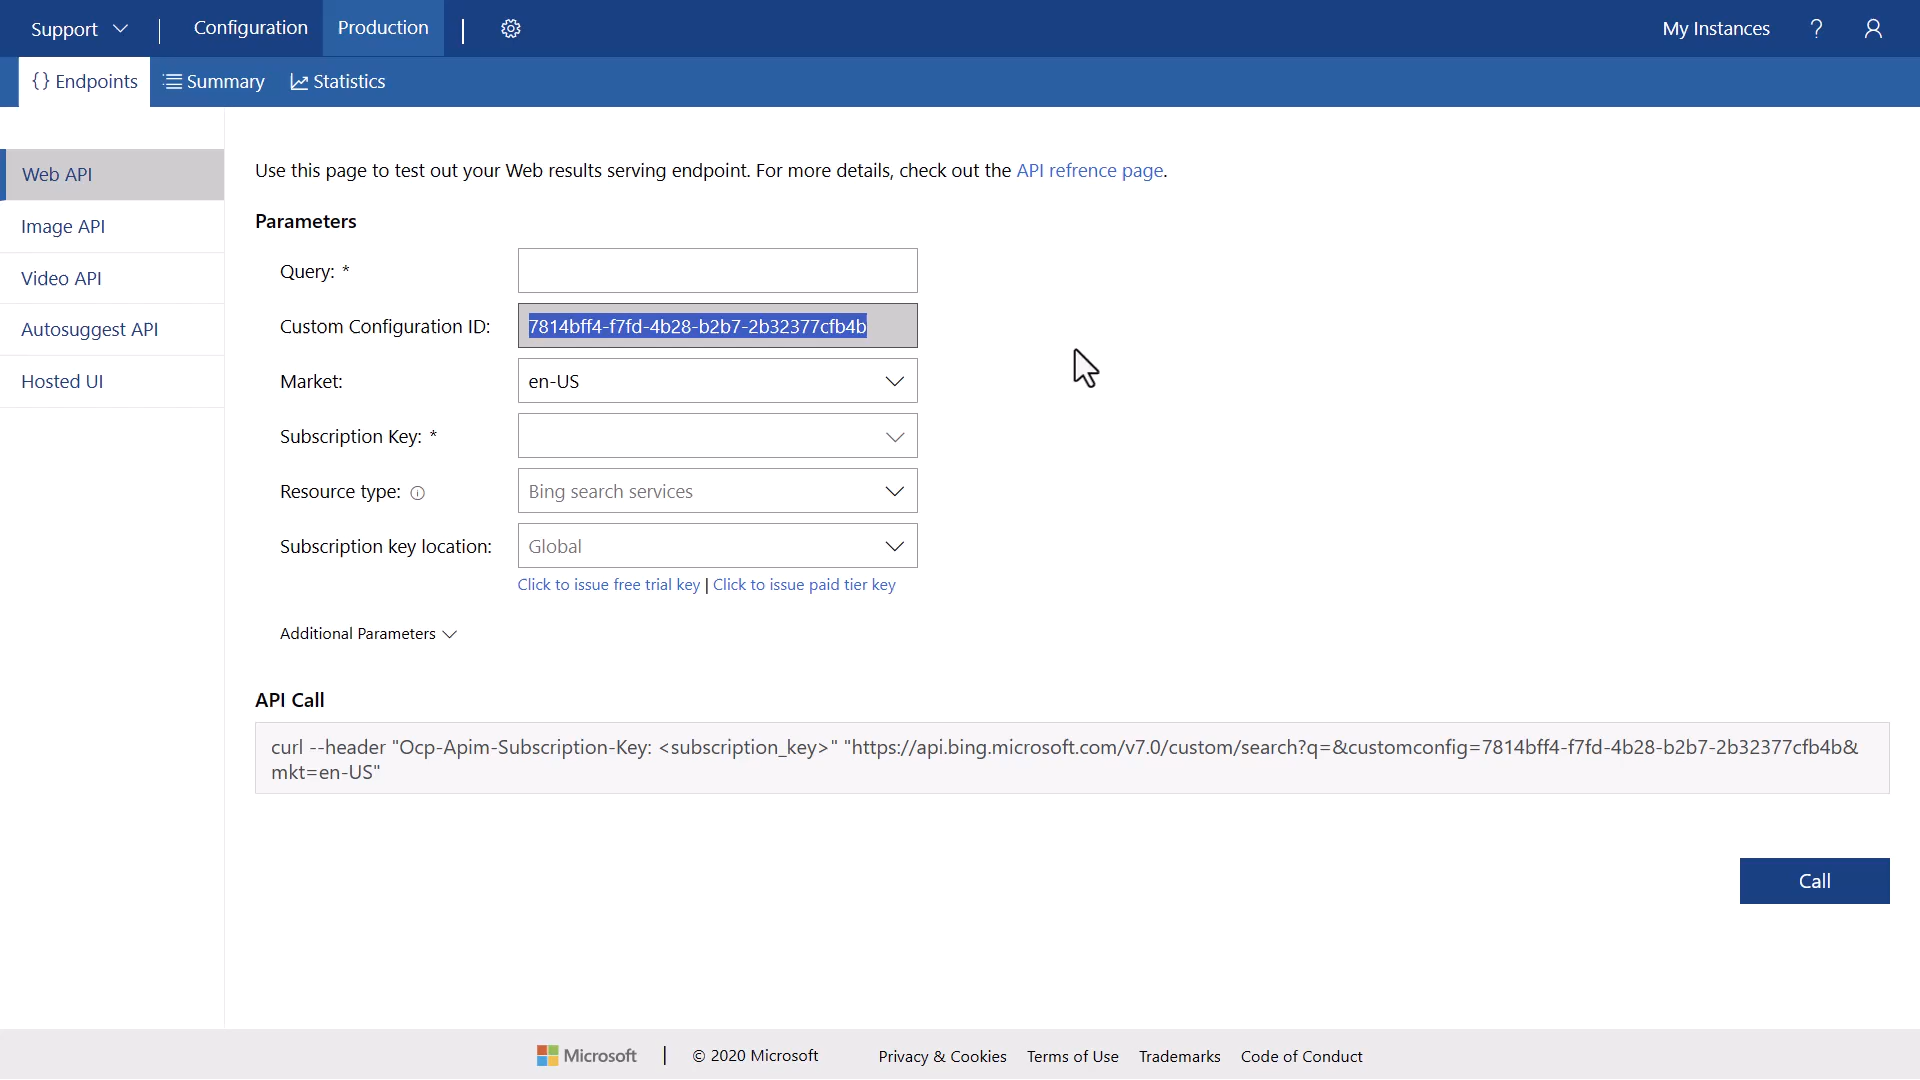 Support
Configuration
Production
My Instances
?
{} Endpoints
Summary
Statistics
Web API
Image API
Video API
Autosuggest API
Hosted UI
Use this page to test out your Web results serving endpoint. For more details, check out the API refrence page.
Parameters
Query: *
Custom Configuration ID: 7814bff4-f7fd-4b28-b2b7-2b32377cfb4b
Market: en-US
Subscription Key: *
Resource type: Bing search services
Subscription key location: Global
Click to issue free trial key | Click to issue paid tier key
Additional Parameters
API Call
curl --header "Ocp-Apim-Subscription-Key: <subscription_key>" "https://api.bing.microsoft.com/v7.0/custom/search?q=&customconfig=7814bff4-f7fd-4b28-b2b7-2b32377cfb4b&
mkt=en-US"
Call
Microsoft | © 2020 Microsoft Privacy & Cookies Terms of Use Trademarks Code of Conduct